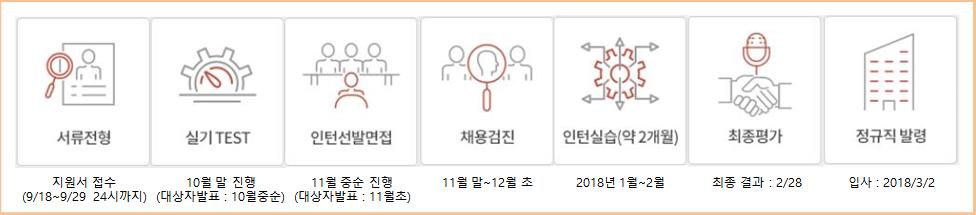 서류전형
실기 TEST
인턴선발면접
채용검진
인턴실습(약 2개월)
최종평가
정규직 발령
지원서 접수
(9/18~9/29 24시까지)
10월 말 진행
(대상자발표 : 10월중순)
11월 중순 진행
(대상자발표 : 11월초)
11월 말~12월 초
2018년 1월~2월
최종 결과 : 2/28
입사 : 2018/3/2